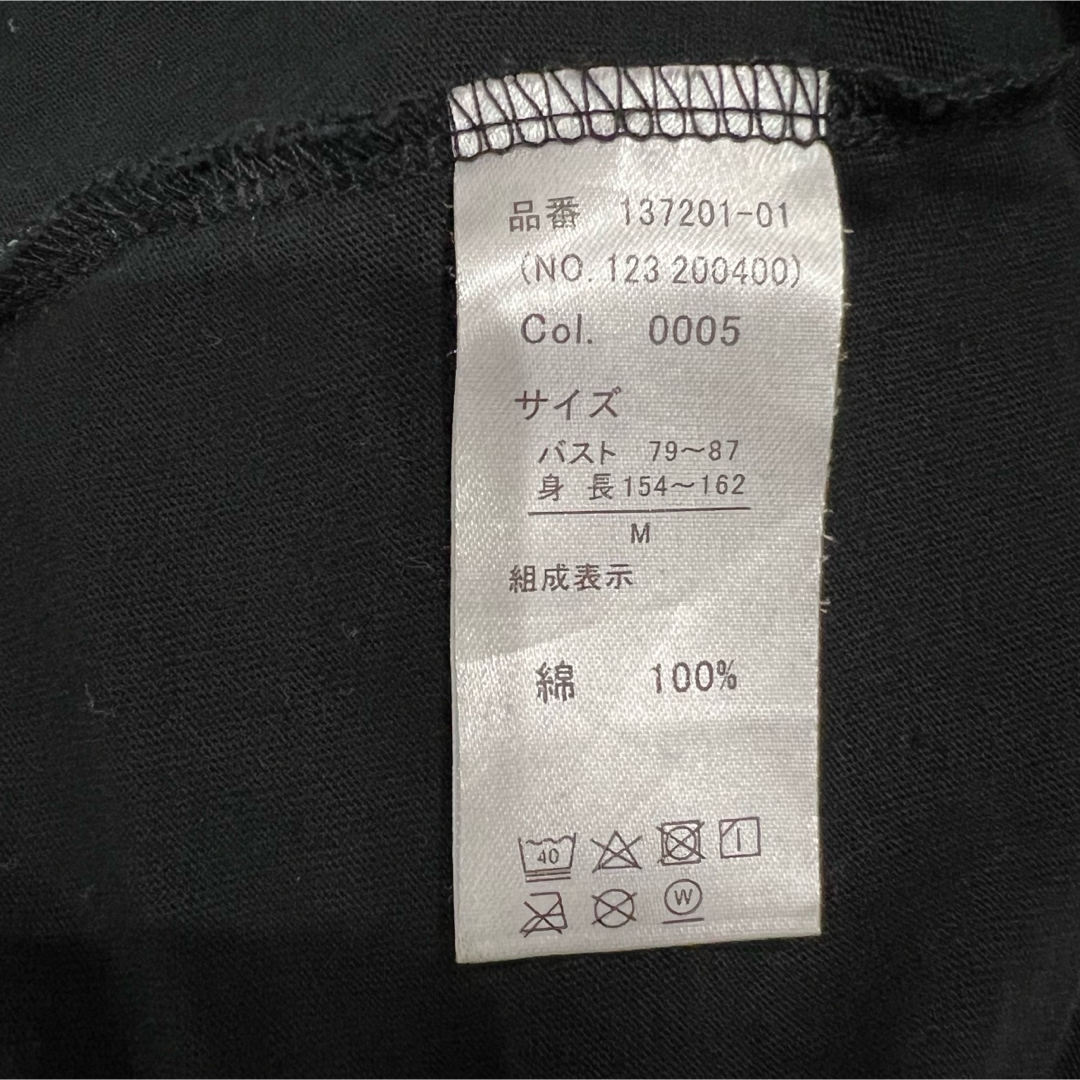 品番 137201-01
(NO. 123 200400)
Col. 0005
サイズ
バスト 79～87
身 長 154～162
M
組成表示
綿 100%
40
W